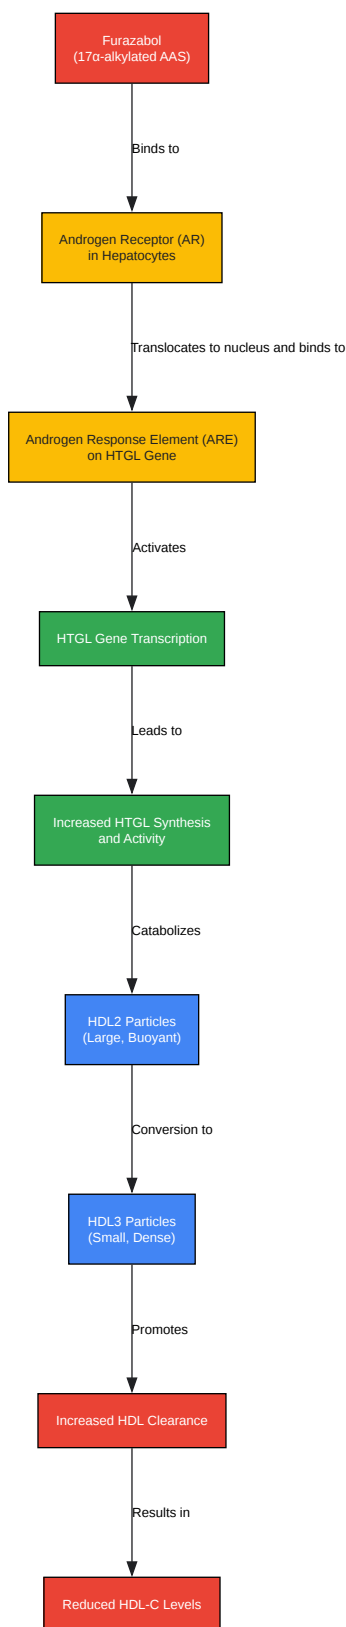 Furazabol
(17α-alkylated AAS)
Binds to
Androgen Receptor (AR)
in Hepatocytes
Translocates to nucleus and binds to
Androgen Response Element (ARE)
on HTGL Gene
Activates
HTGL Gene Transcription
Leads to
Increased HTGL Synthesis
and Activity
Catabolizes
HDL2 Particles
(Large, Buoyant)
Conversion to
HDL3 Particles
(Small, Dense)
Promotes
Increased HDL Clearance
Results in
Reduced HDL-C Levels